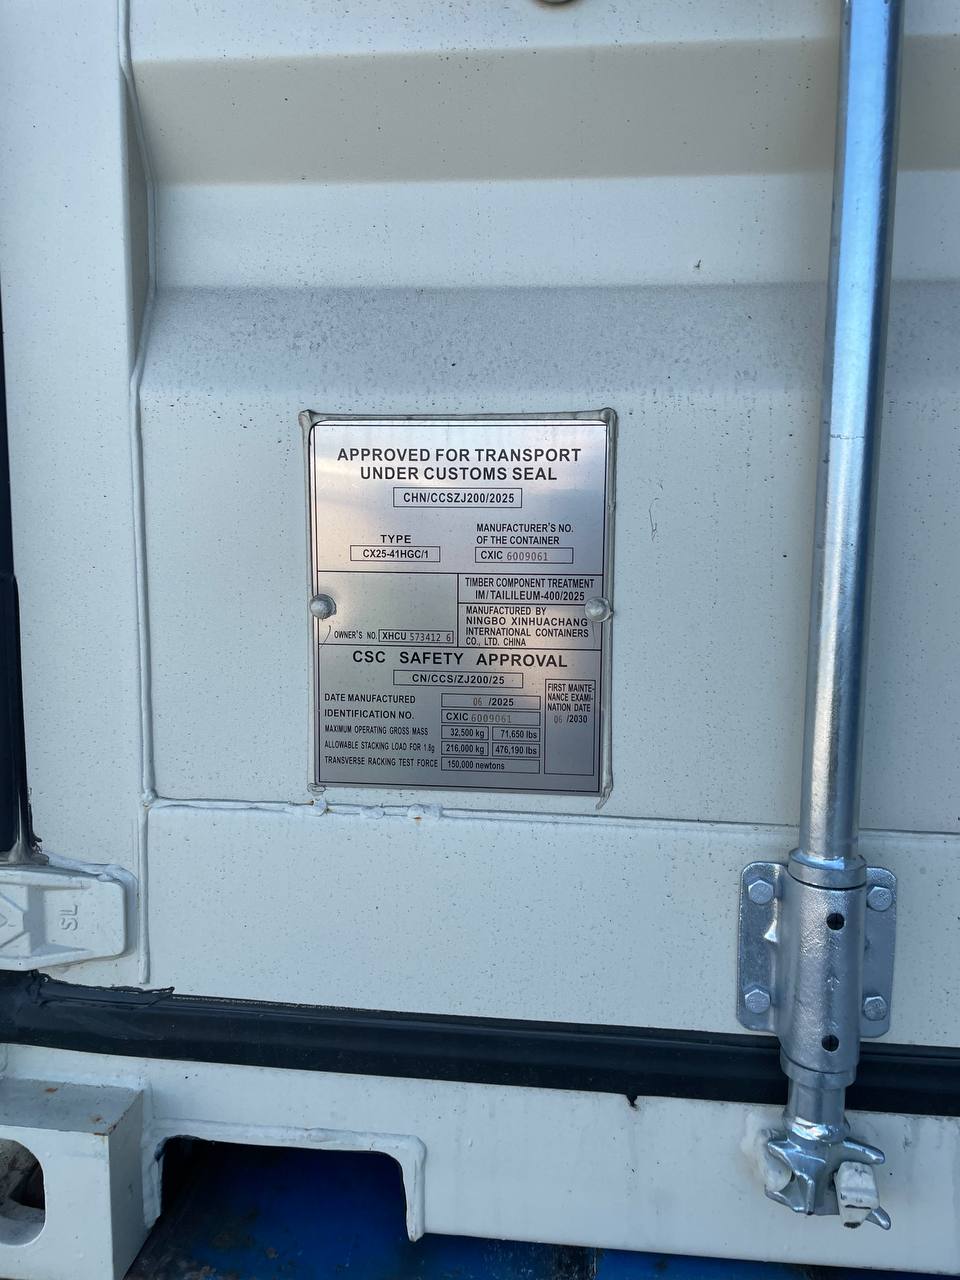 APPROVED FOR TRANSPORT
UNDER CUSTOMS SEAL
CHN/CCSZJ200/2025
TYPE
CX25-41HGC/1
MANUFACTURER'S NO.
OF THE CONTAINER
CXIC 6009061
TIMBER COMPONENT TREATMENT
IM/TAILILEUM-400/2025
MANUFACTURED BY
NINGBO XINHUACHANG
INTERNATIONAL CONTAINERS
CO., LTD. CHINA
OWNER'S NO. XHCU 573412 6
CSC SAFETY APPROVAL
CN/CCS/ZJ200/25
DATE MANUFACTURED 06 /2025
IDENTIFICATION NO. CXIC 6009061
MAXIMUM OPERATING GROSS MASS 32,500 kg 71,650 lbs
ALLOWABLE STACKING LOAD FOR 1.8g 216,000 kg 476,190 lbs
TRANSVERSE RACKING TEST FORCE 150,000 newtons
FIRST MAINTE-
NANCE EXAMI-
NATION DATE
06 /2030
SL